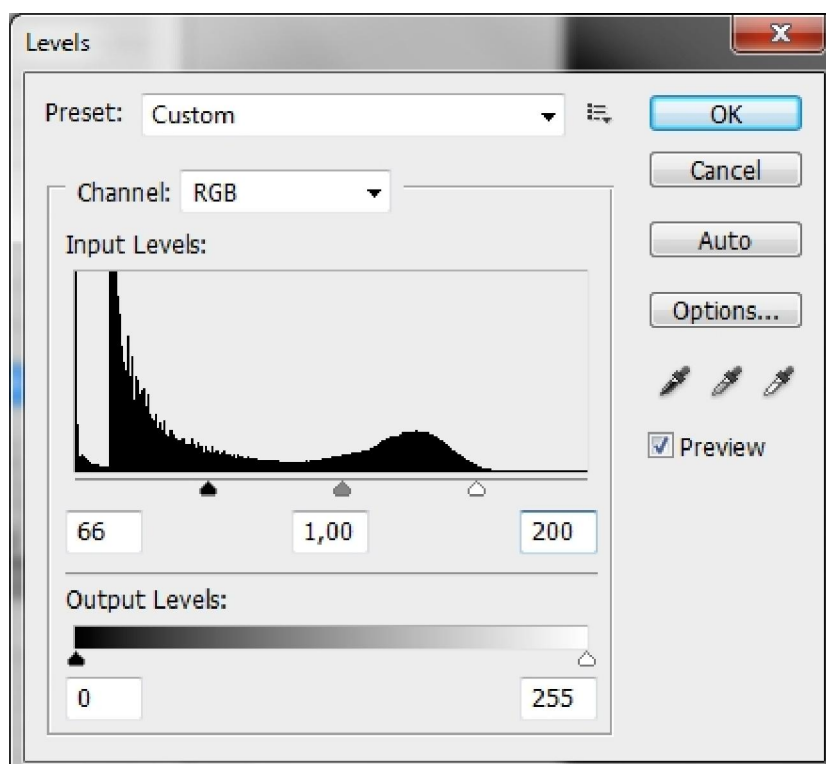 Levels
Preset: Custom
OK
Cancel
Channel: RGB
Auto
Input Levels:
Options...
Preview
66 1,00 200
Output Levels:
0 255